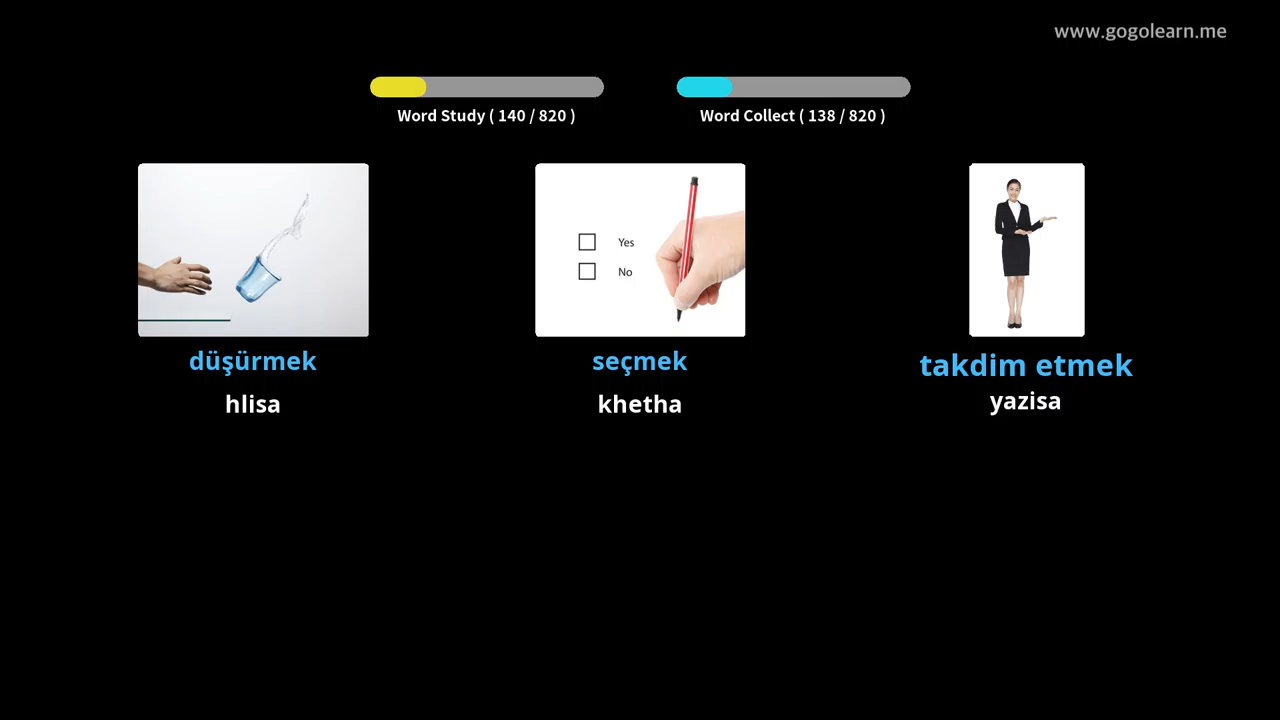 www.gogolearn.me
Word Study ( 140 / 820 )
Word Collect ( 138 / 820 )
Yes
No
düşürmek
seçmek
takdim etmek
hlisa
khetha
yazisa